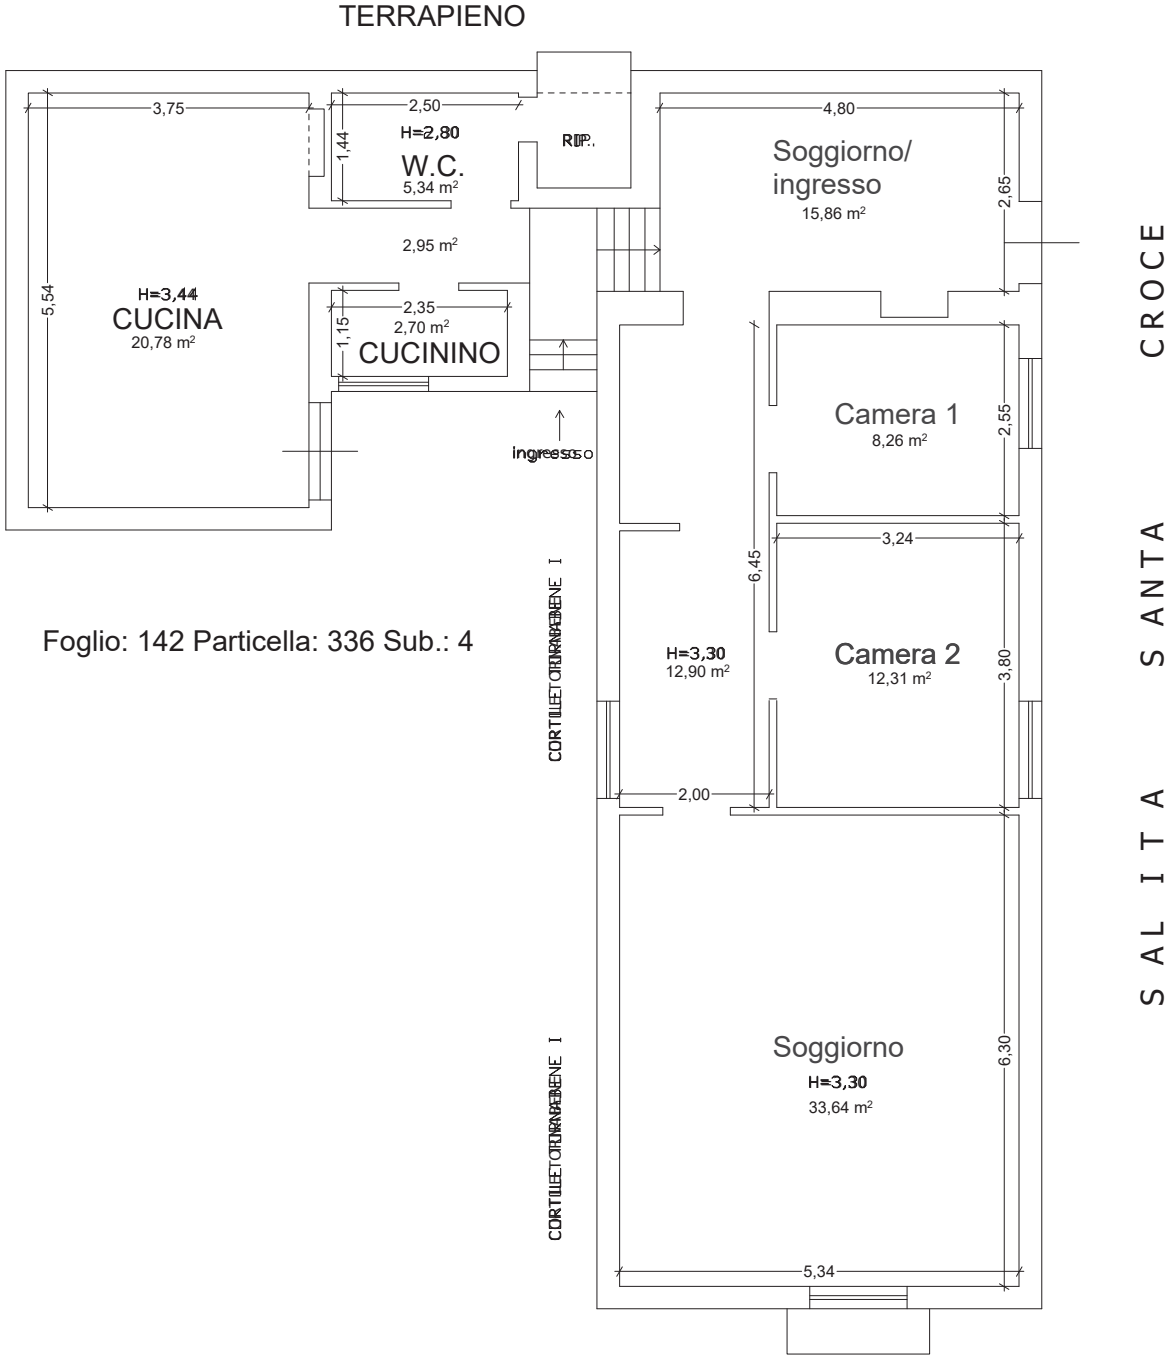 TERRAPIENO
3,75
2,50
4,80
H=2,80
1,44
W.C.
5,34 m²
RIP.
Soggiorno/
ingresso
15,86 m²
2,65
2,95 m²
5,54
H=3,44
CUCINA
20,78 m²
2,35
1,15
2,70 m²
CUCININO
ingresso
Camera 1
8,26 m²
2,55
3,24
6,45
H=3,30
12,90 m²
Camera 2
12,31 m²
3,80
2,00
Foglio: 142 Particella: 336 Sub.: 4
Soggiorno
H=3,30
33,64 m²
6,30
5,34
SALITA SANTA CROCE